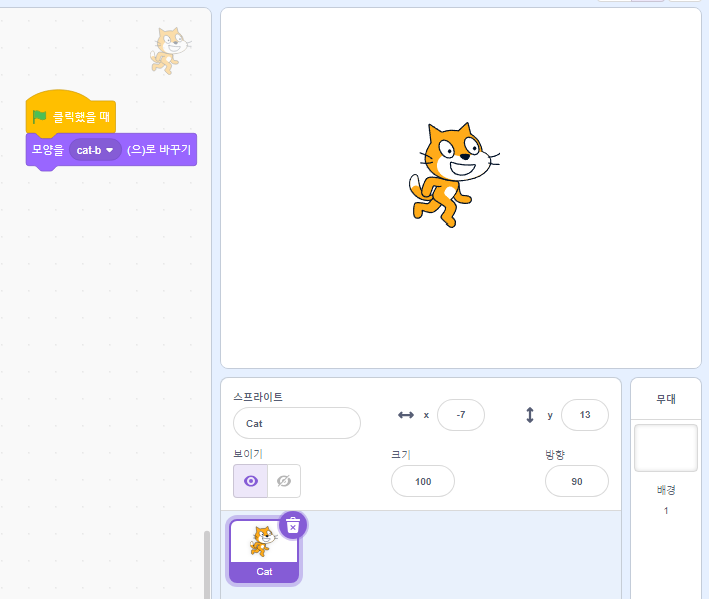 클릭했을 때
모양을 cat-b (으)로 바꾸기
스프라이트
Cat
x -7
y 13
보이기
크기 100
방향 90
Cat
무대
배경
1